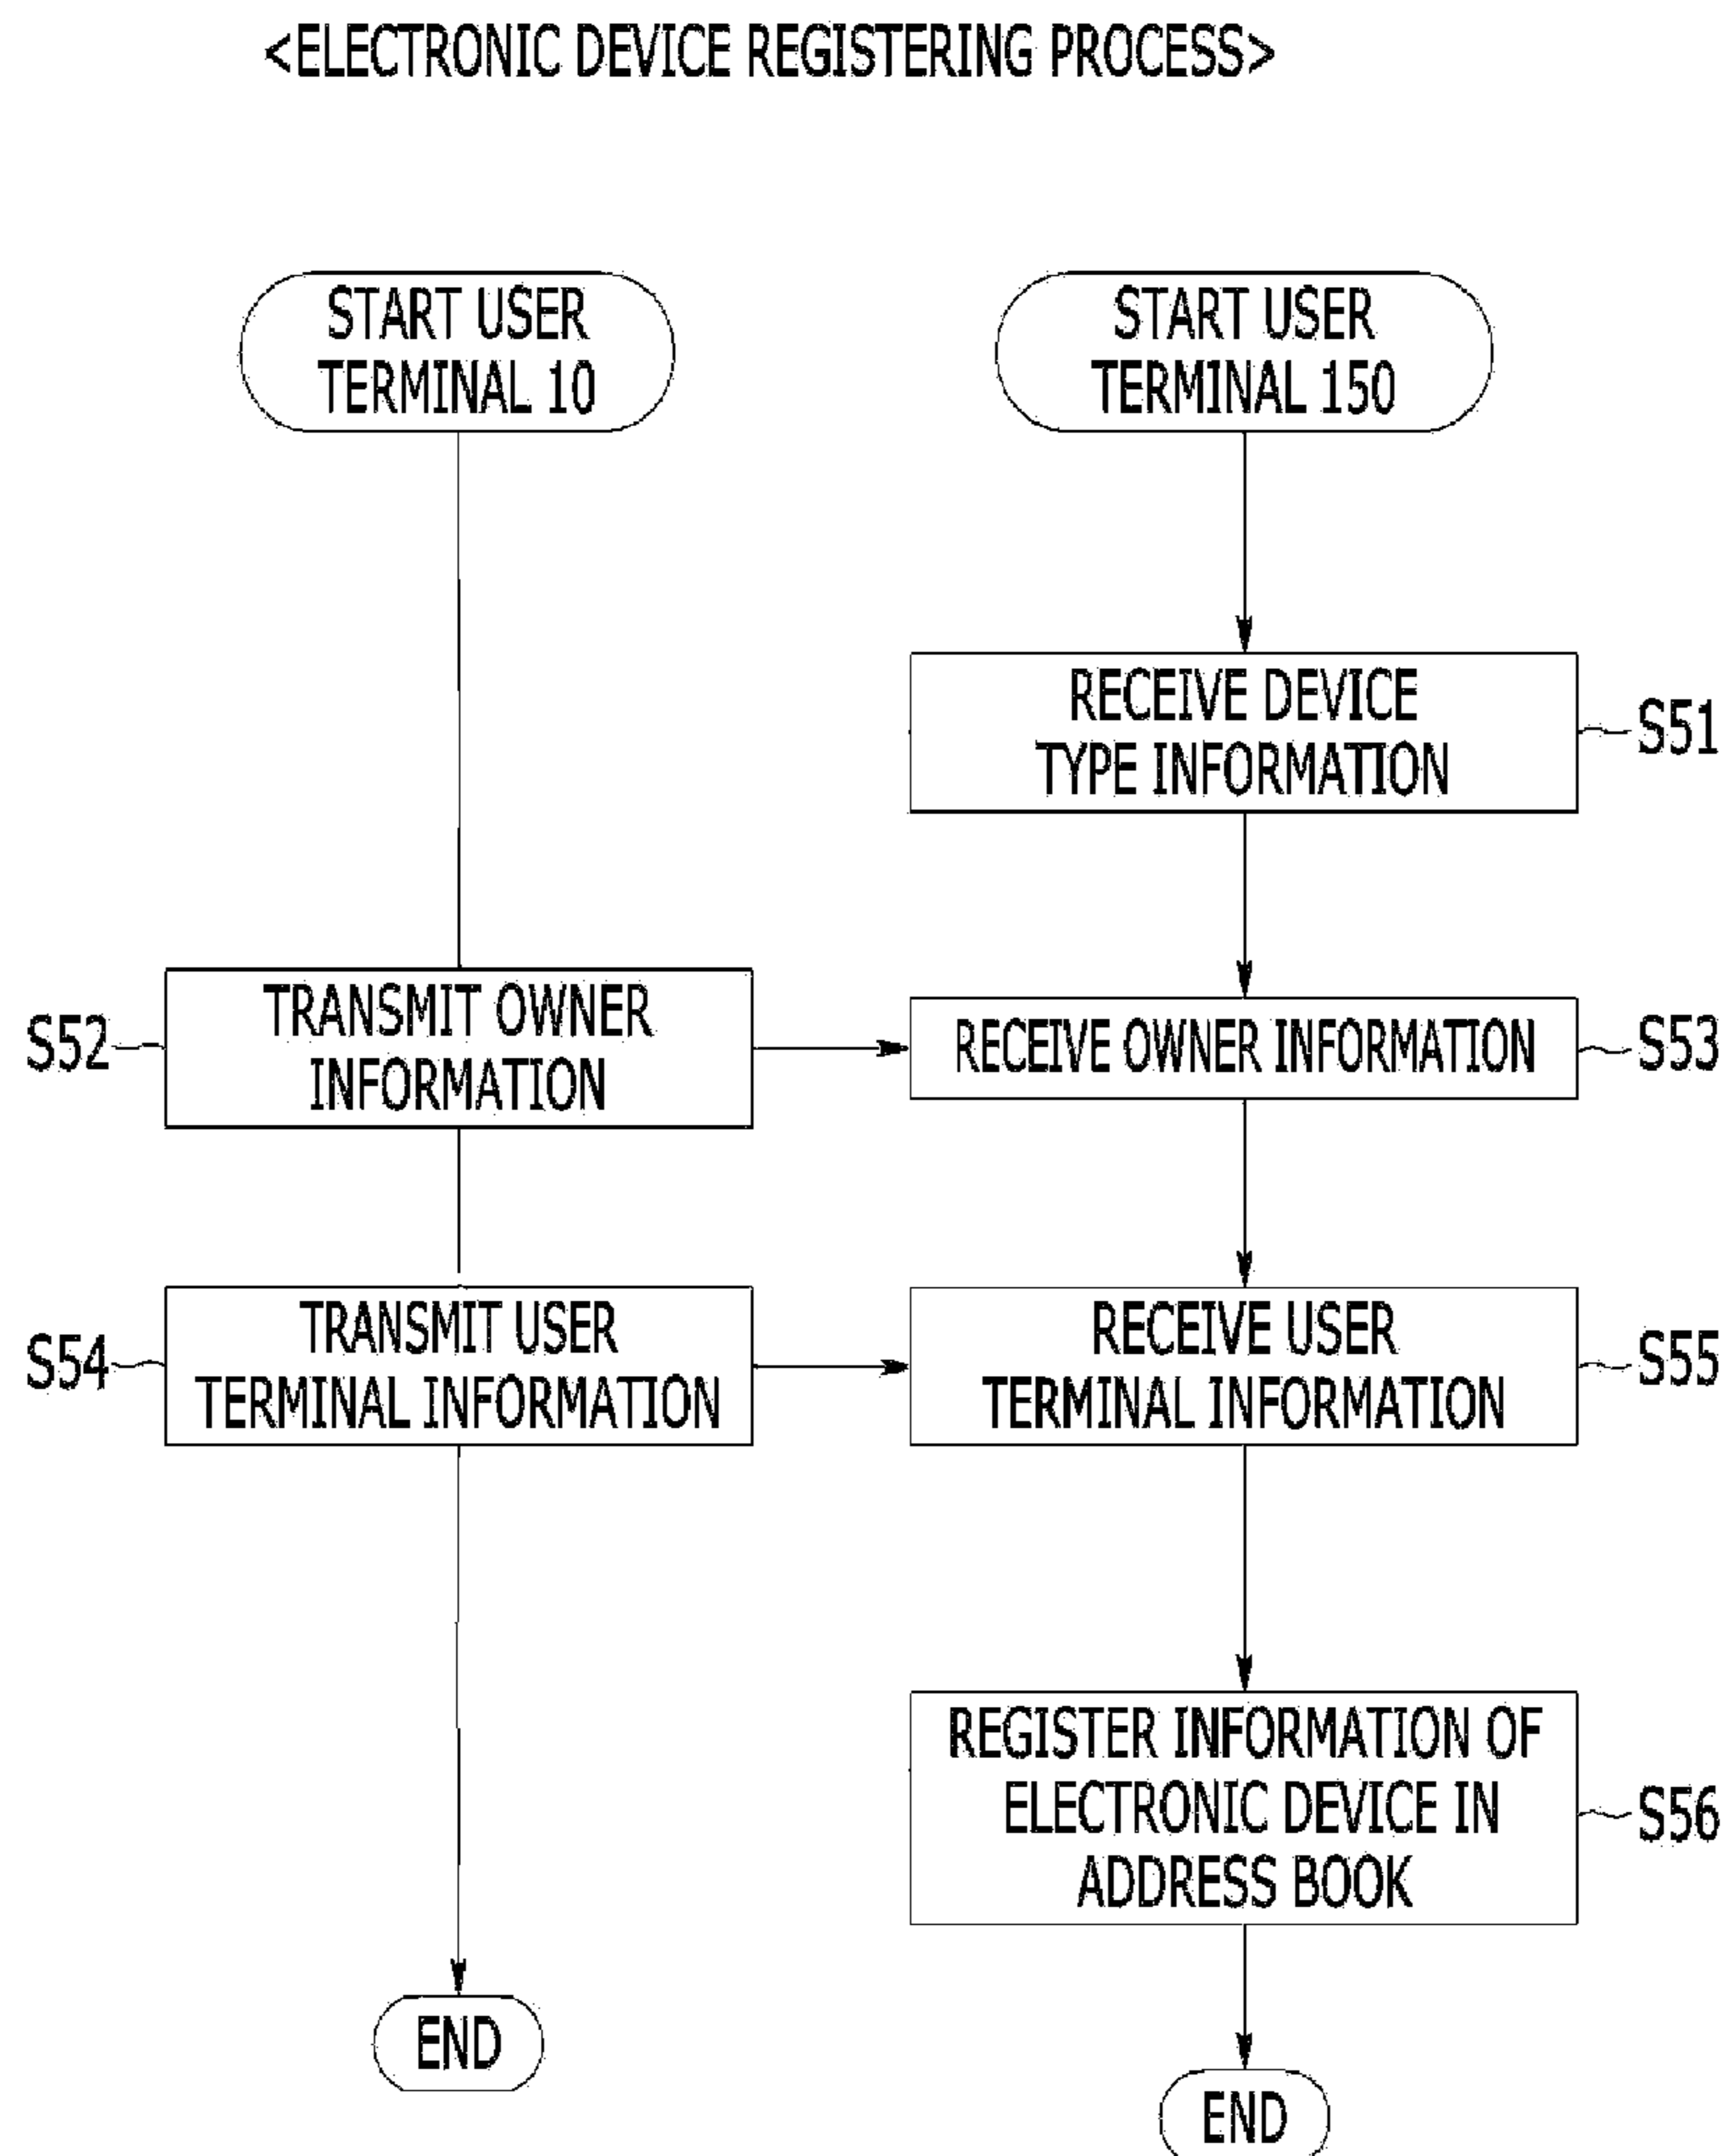 <ELECTRONIC DEVICE REGISTERING PROCESS>
START USER
TERMINAL 10
START USER
TERMINAL 150
RECEIVE DEVICE
TYPE INFORMATION
S51
S52
TRANSMIT OWNER
INFORMATION
RECEIVE OWNER INFORMATION
S53
S54
TRANSMIT USER
TERMINAL INFORMATION
RECEIVE USER
TERMINAL INFORMATION
S55
REGISTER INFORMATION OF
ELECTRONIC DEVICE IN
ADDRESS BOOK
S56
END
END